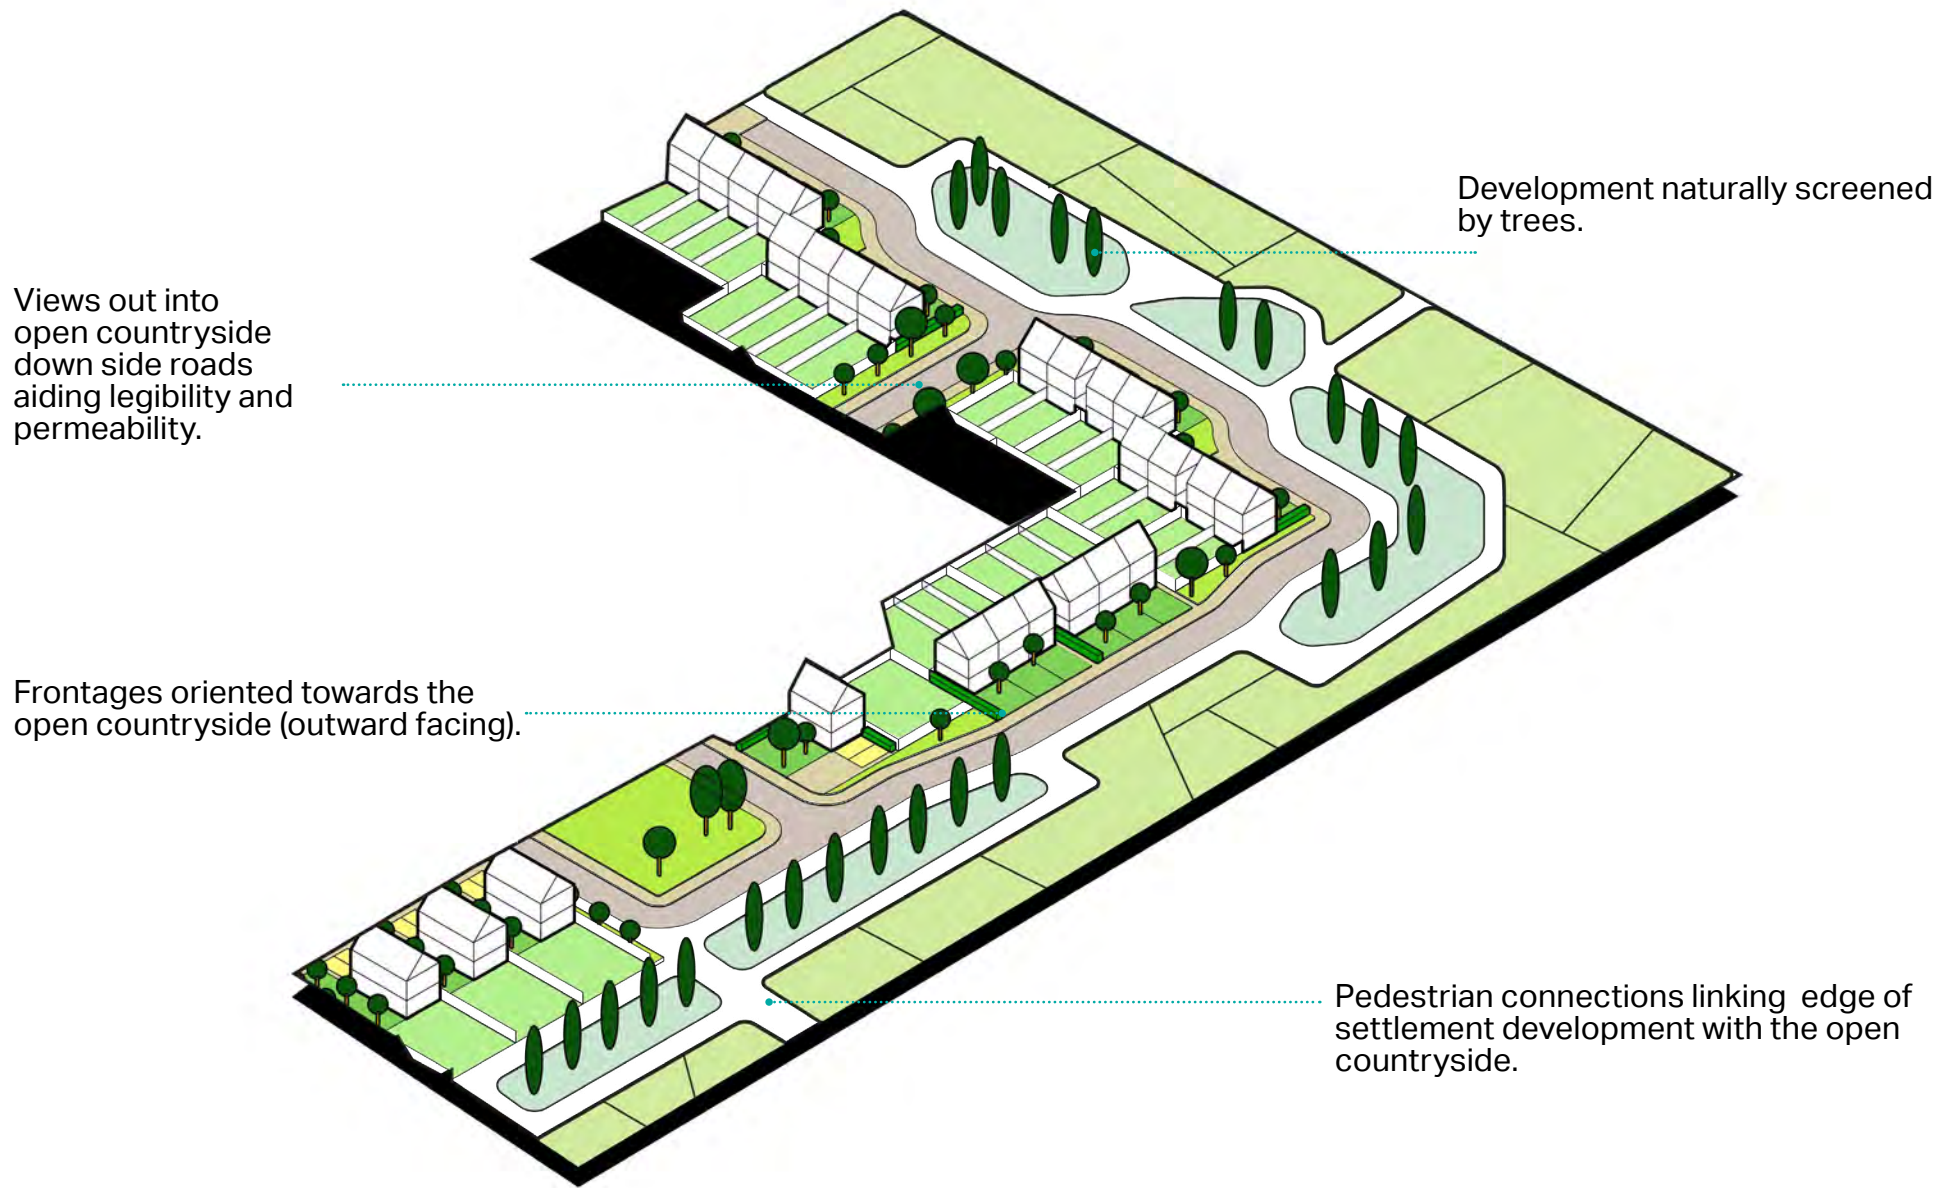 Development naturally screened
by trees.
Views out into
open countryside
down side roads
aiding legibility and
permeability.
Frontages oriented towards the
open countryside (outward facing).
Pedestrian connections linking  edge of
settlement development with the open
countryside.